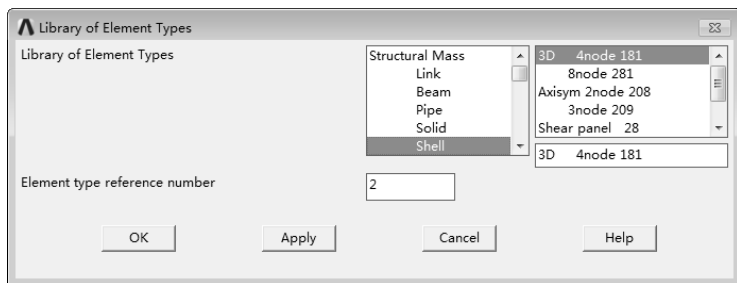 Library of Element Types
Library of Element Types
Structural Mass
Link
Beam
Pipe
Solid
Shell
3D 4node 181
8node 281
Axisym 2node 208
3node 209
Shear panel 28
3D 4node 181
Element type reference number
2
OK Apply Cancel Help